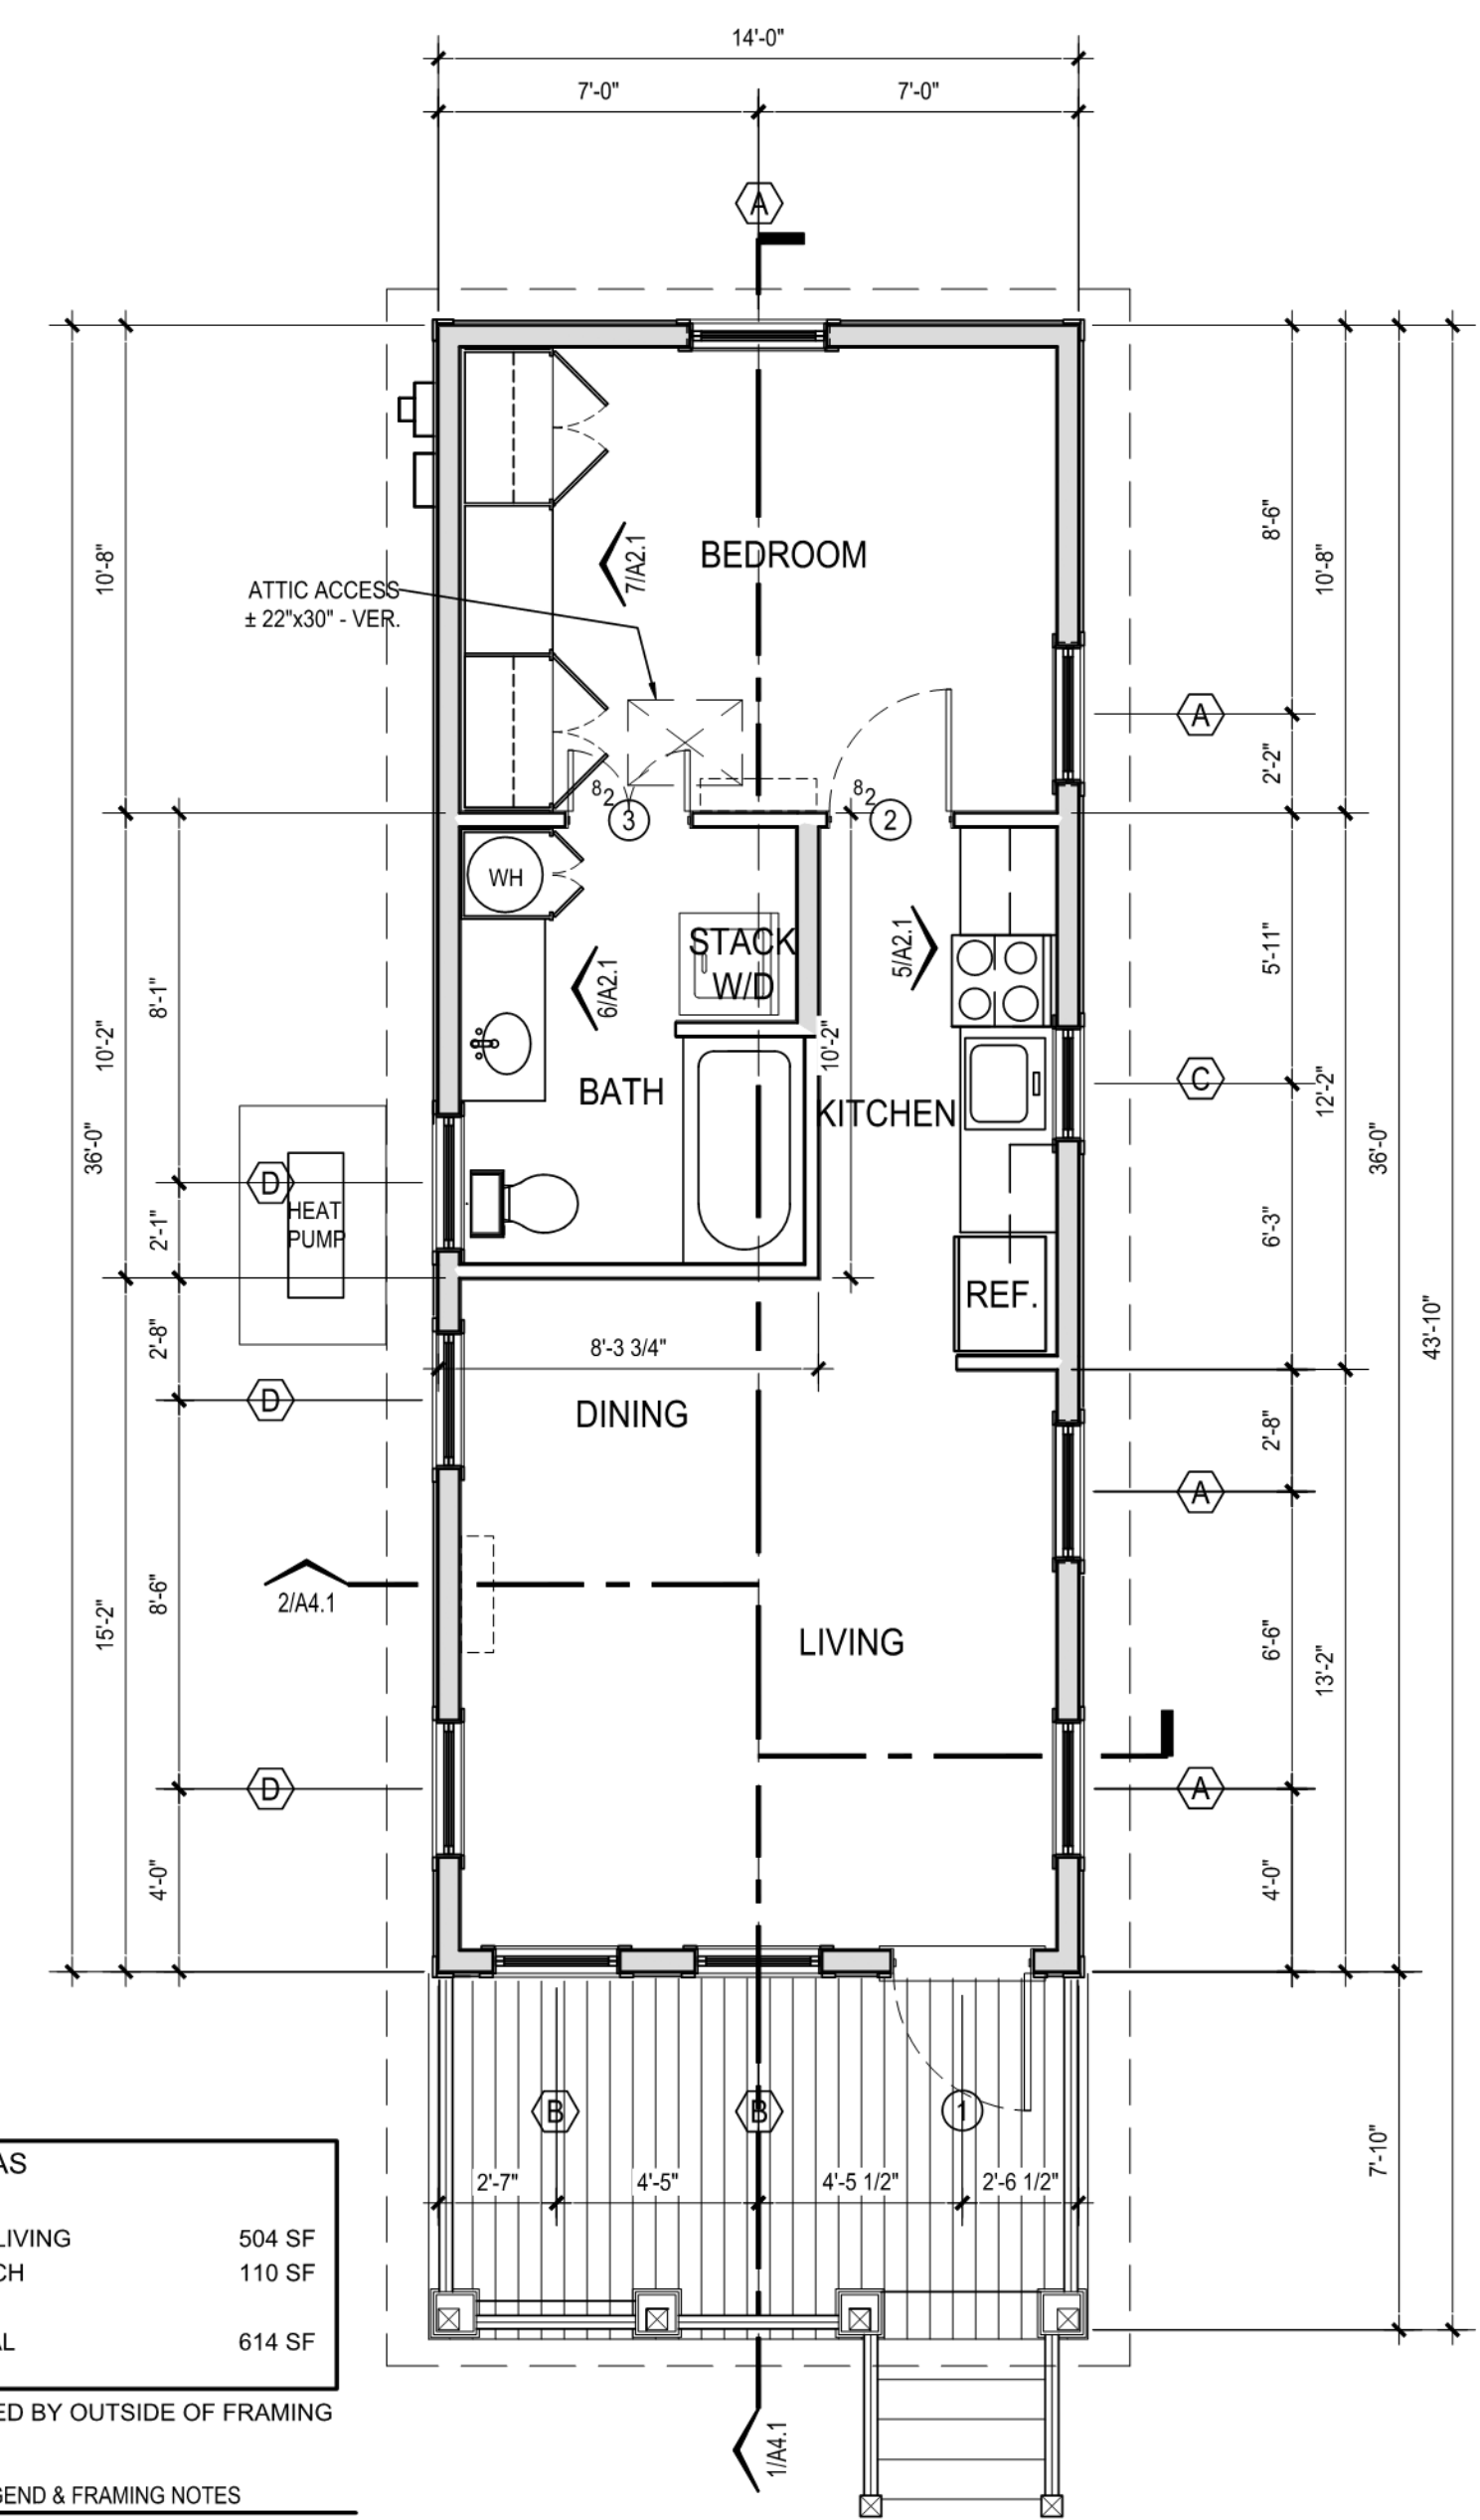 14'-0"
7'-0" 7'-0"
A
10'-8"
36'-0"
10'-2"
8'-1"
2'-1"
2'-8"
8'-6"
15'-2"
4'-0"
ATTIC ACCESS
± 22"x30" - VER.
7/A2.1
BEDROOM
8'-6"
10'-8"
A
2'-2"
82
3
82
2
WH
STACK
W/D
6/A2.1
5/A2.1
5'-11"
BATH
10'-2"
KITCHEN
C
12'-2"
36'-0"
43'-10"
D
HEAT
PUMP
6'-3"
REF.
8'-3 3/4"
DINING
D
2'-8"
A
2/A4.1
LIVING
6'-6"
13'-2"
D
A
4'-0"
B
B
1
7'-10"
2'-7" 4'-5" 4'-5 1/2" 2'-6 1/2"
AS
LIVING 504 SF
CH 110 SF
AL 614 SF
ED BY OUTSIDE OF FRAMING
1/A4.1
GEND & FRAMING NOTES